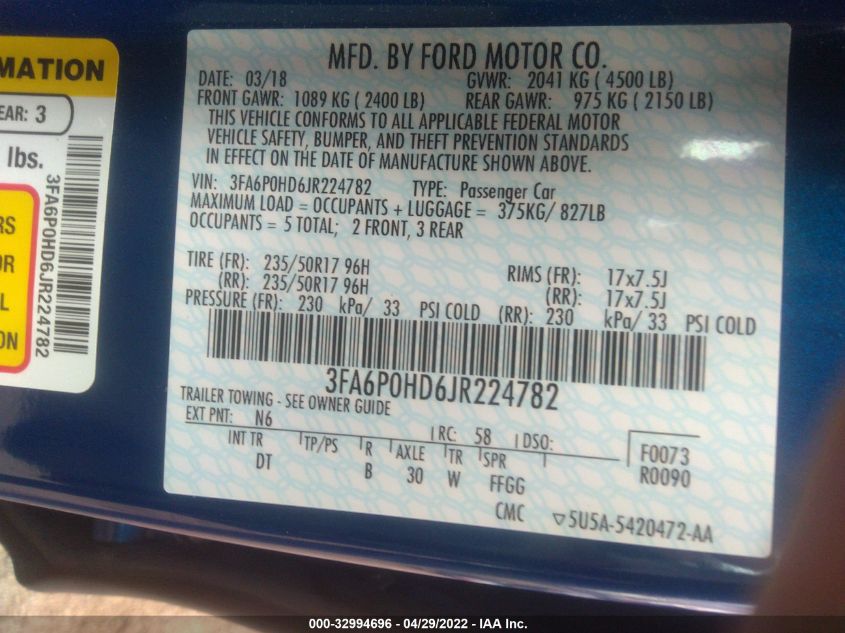 MATION
EAR: 3
lbs.
3FA6P0HD6JR224782
RS
OR
L
ON
MFD. BY FORD MOTOR CO.
DATE: 03/18 GVWR: 2041 KG ( 4500 LB)
FRONT GAWR: 1089 KG ( 2400 LB) REAR GAWR: 975 KG ( 2150 LB)
THIS VEHICLE CONFORMS TO ALL APPLICABLE FEDERAL MOTOR
VEHICLE SAFETY, BUMPER, AND THEFT PREVENTION STANDARDS
IN EFFECT ON THE DATE OF MANUFACTURE SHOWN ABOVE.
VIN: 3FA6P0HD6JR224782 TYPE: Passenger Car
MAXIMUM LOAD = OCCUPANTS + LUGGAGE = 375KG/ 827LB
OCCUPANTS = 5 TOTAL; 2 FRONT, 3 REAR
TIRE (FR): 235/50R17 96H RIMS (FR): 17x7.5J
(RR): 235/50R17 96H (RR): 17x7.5J
PRESSURE (FR): 230 kPa/ 33 PSI COLD (RR): 230 kPa/ 33 PSI COLD
3FA6P0HD6JR224782
TRAILER TOWING - SEE OWNER GUIDE
EXT PNT: N6 RC: 58 DSO:
INT TR TP/PS R AXLE TR SPR F0073
DT B 30 W FFGG R0090
CMC ▽5U5A-5420472-AA
000-32994696 - 04/29/2022 - IAA Inc.